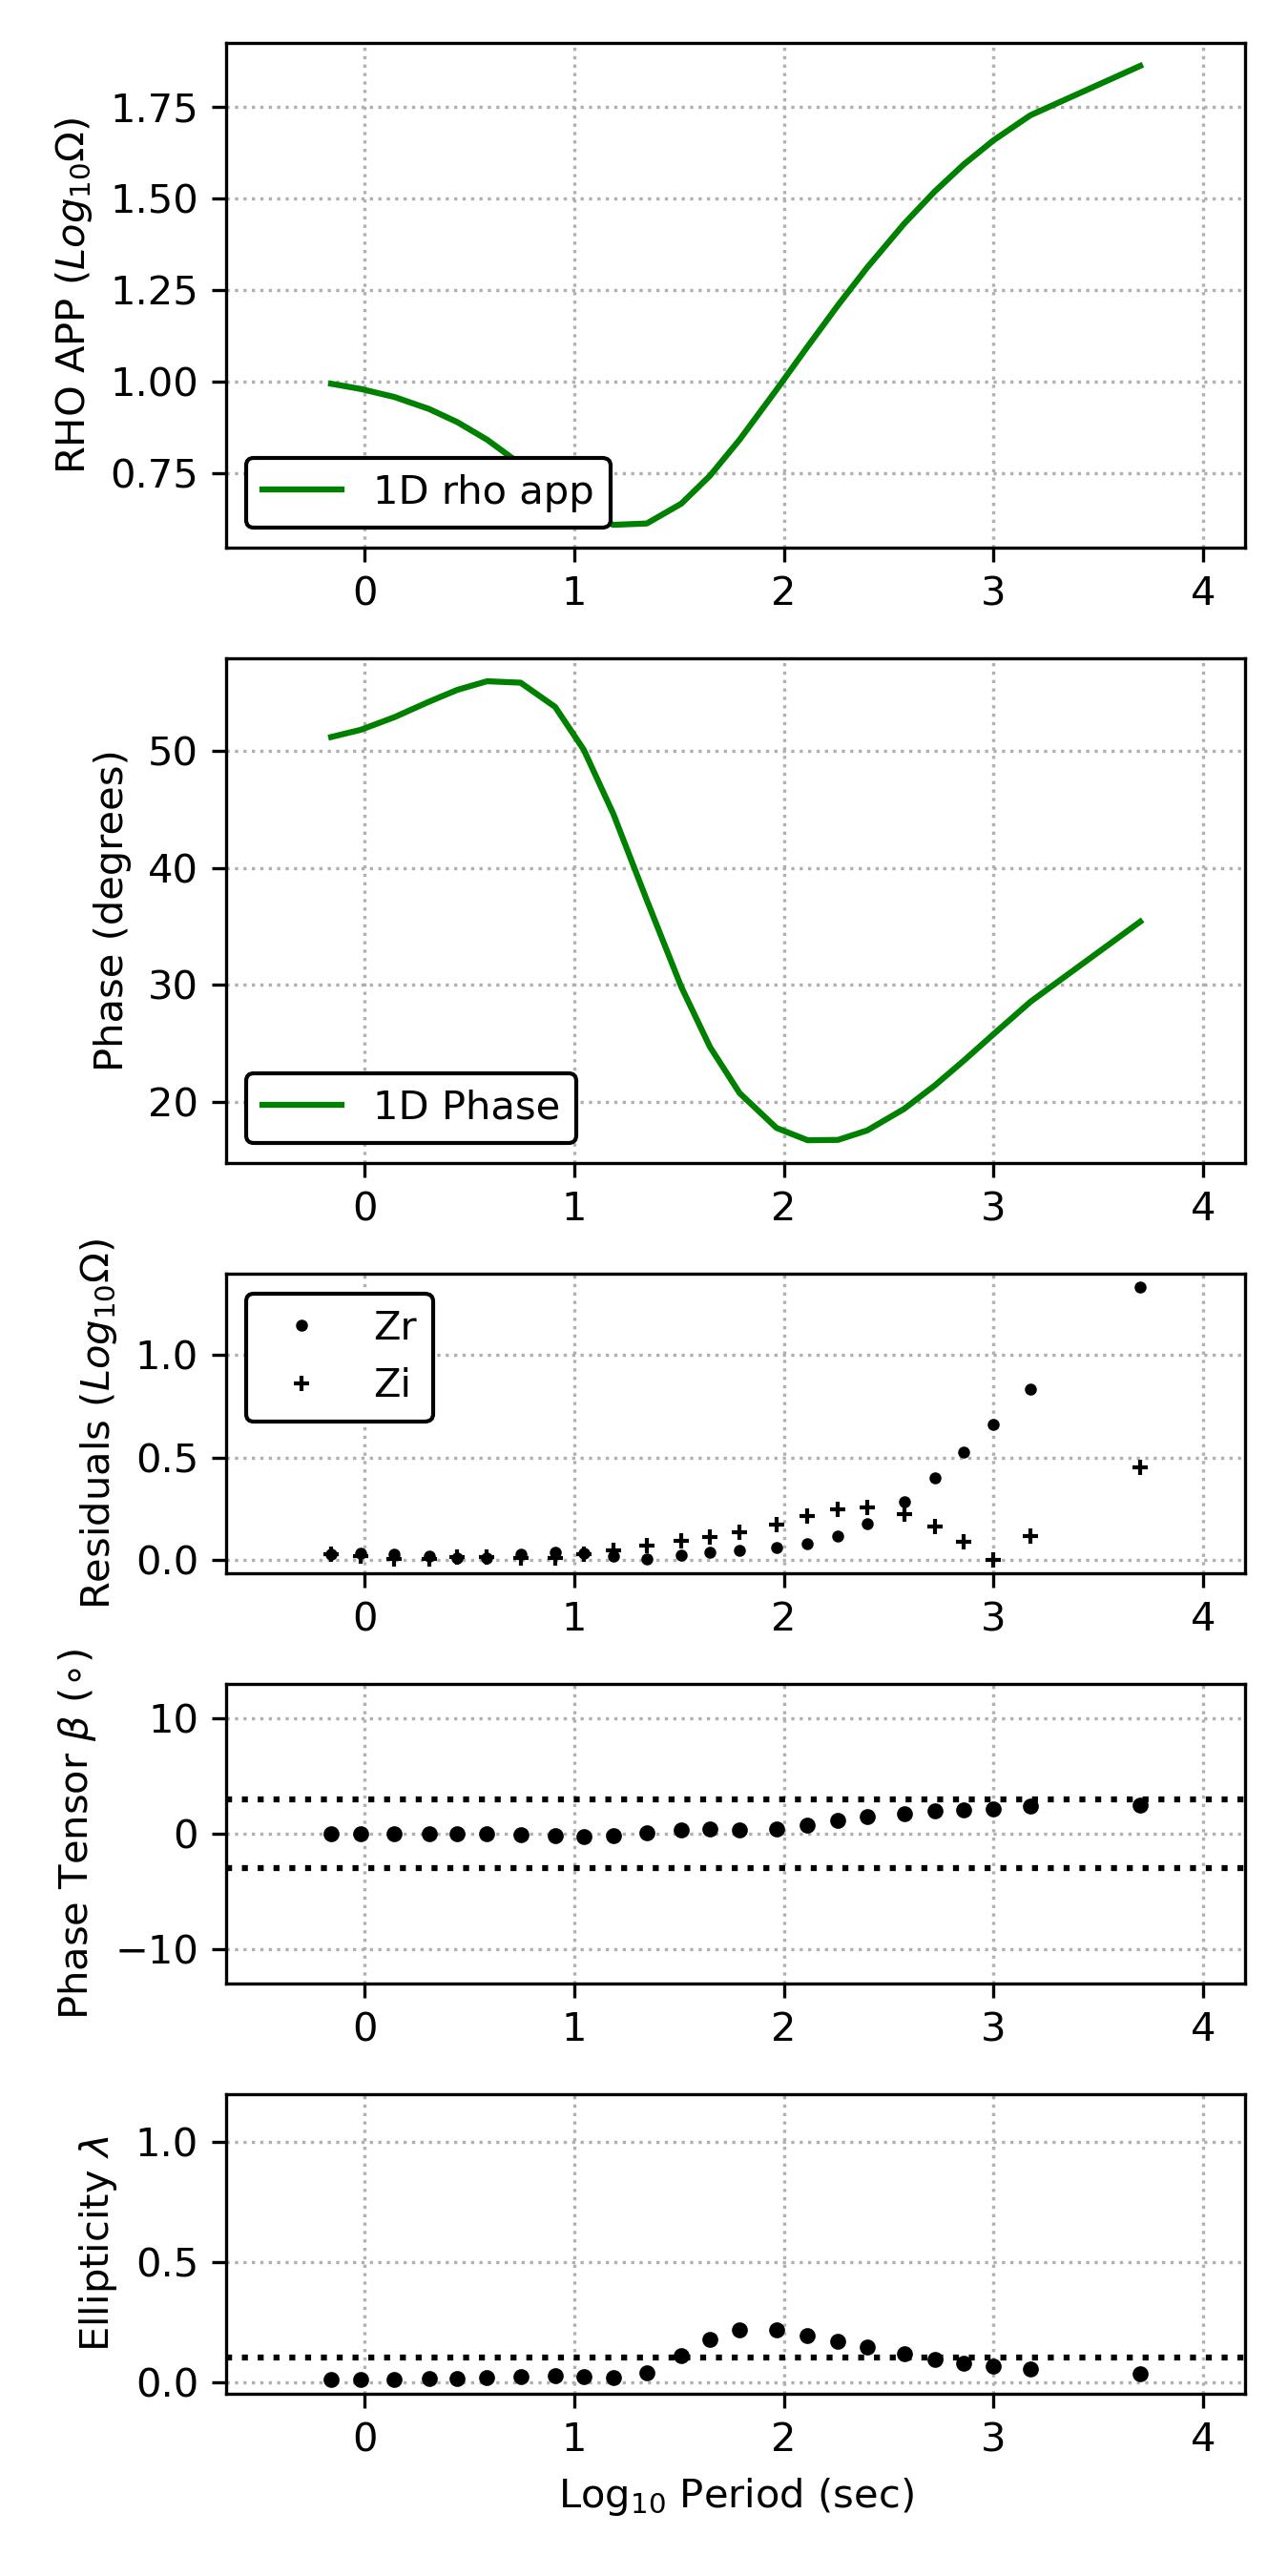 RHO APP (Log₁₀Ω)
1.75
1.50
1.25
1.00
0.75
1D rho app
0 1 2 3 4
Phase (degrees)
50
40
30
20
1D Phase
0 1 2 3 4
Residuals (Log₁₀Ω)
1.0
0.5
0.0
Zr
Zi
0 1 2 3 4
Phase Tensor β (∘)
10
0
−10
0 1 2 3 4
Ellipticity λ
1.0
0.5
0.0
0 1 2 3 4
Log₁₀ Period (sec)